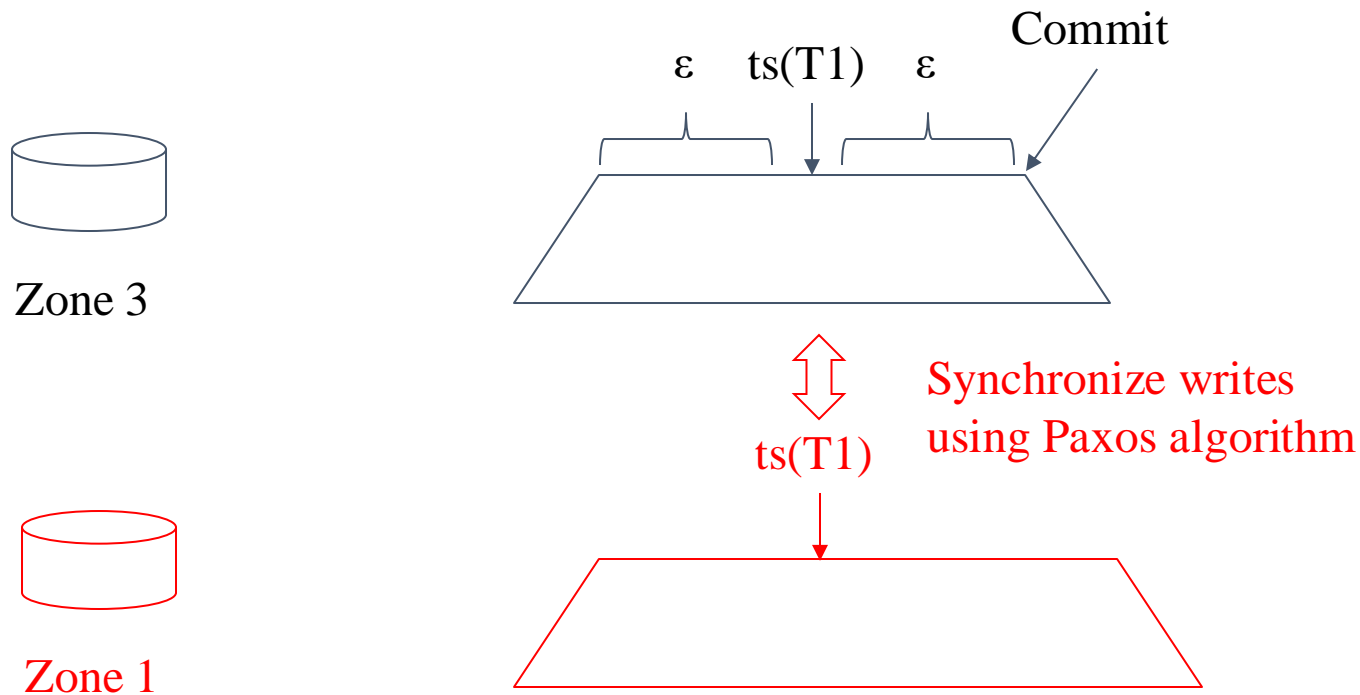 Commit
ε ts(T1) ε
Zone 3
Synchronize writes
using Paxos algorithm
ts(T1)
Zone 1